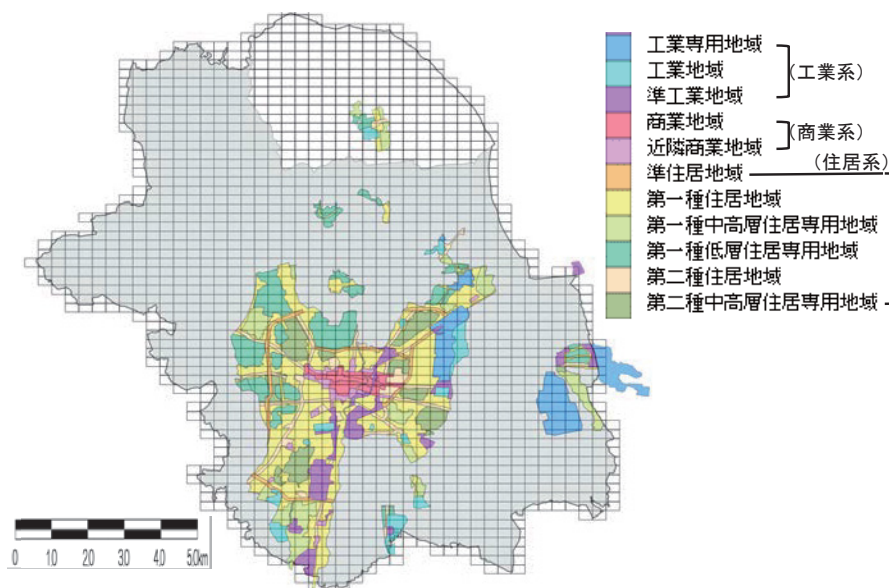 工業専用地域
工業地域
(工業系)
準工業地域
商業地域
(商業系)
近隣商業地域
(住居系)
準住居地域
第一種住居地域
第一種中高層住居専用地域
第一種低層住居専用地域
第二種住居地域
第二種中高層住居専用地域
0 1.0 2.0 3.0 4.0 5.0km